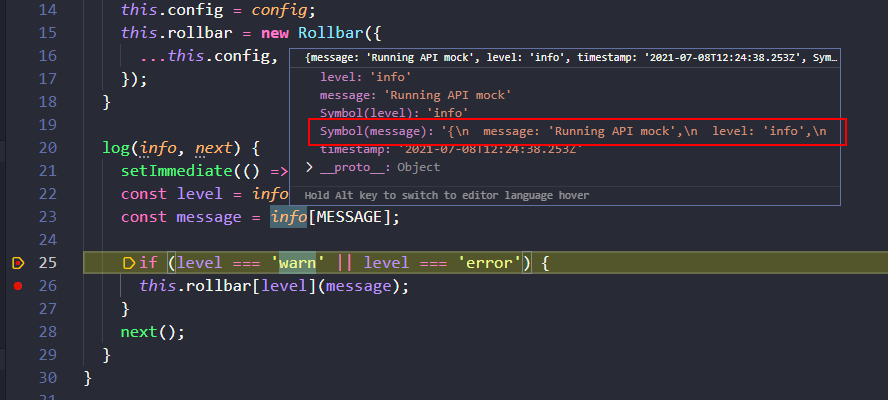 14 this.config = config;
15 this.rollbar = new Rollbar({
16 ...this.config,
17 });
18 }
19
20 log(info, next) {
21 setImmediate(() =>
22 const level = info
23 const message = info[MESSAGE];
24
25 if (level === 'warn' || level === 'error') {
26 this.rollbar[level](message);
27 }
28 next();
29 }
30 }
{message: 'Running API mock', level: 'info', timestamp: '2021-07-08T12:24:38.253Z', Sym…
level: 'info'
message: 'Running API mock'
Symbol(level): 'info'
Symbol(message): '{\n  message: 'Running API mock',\n  level: 'info',\n
timestamp: '2021-07-08T12:24:38.253Z'
> __proto__: Object
Hold Alt key to switch to editor language hover